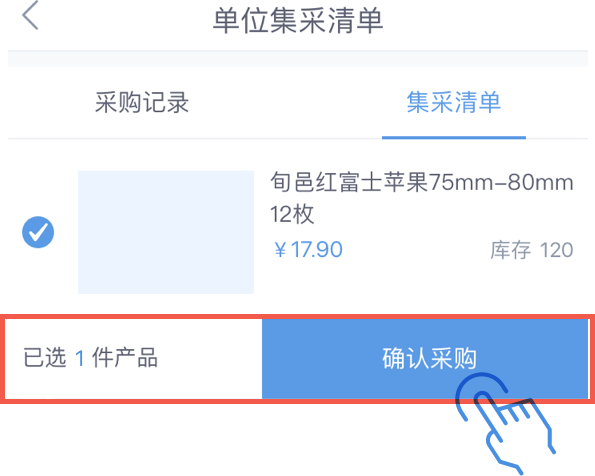 单位集采清单
采购记录
集采清单
旬邑红富士苹果75mm-80mm
12枚
¥17.90
库存 120
已选 1 件产品
确认采购